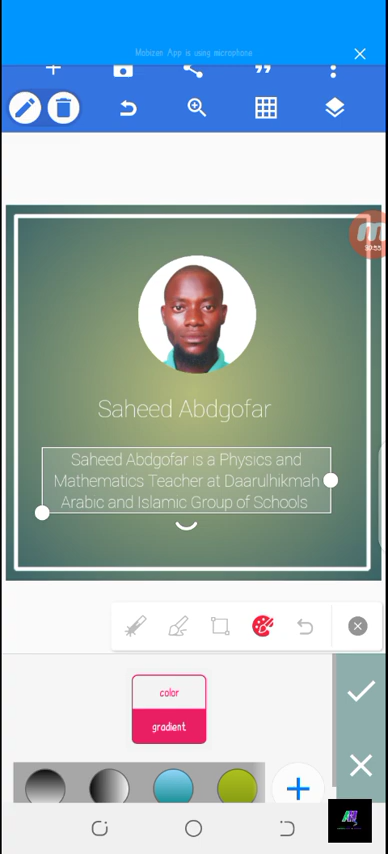 Mobizen App is using microphone
Saheed Abdgofar
Saheed Abdgofar is a Physics and
Mathematics Teacher at Daarulhikmah
Arabic and Islamic Group of Schools
color
gradient